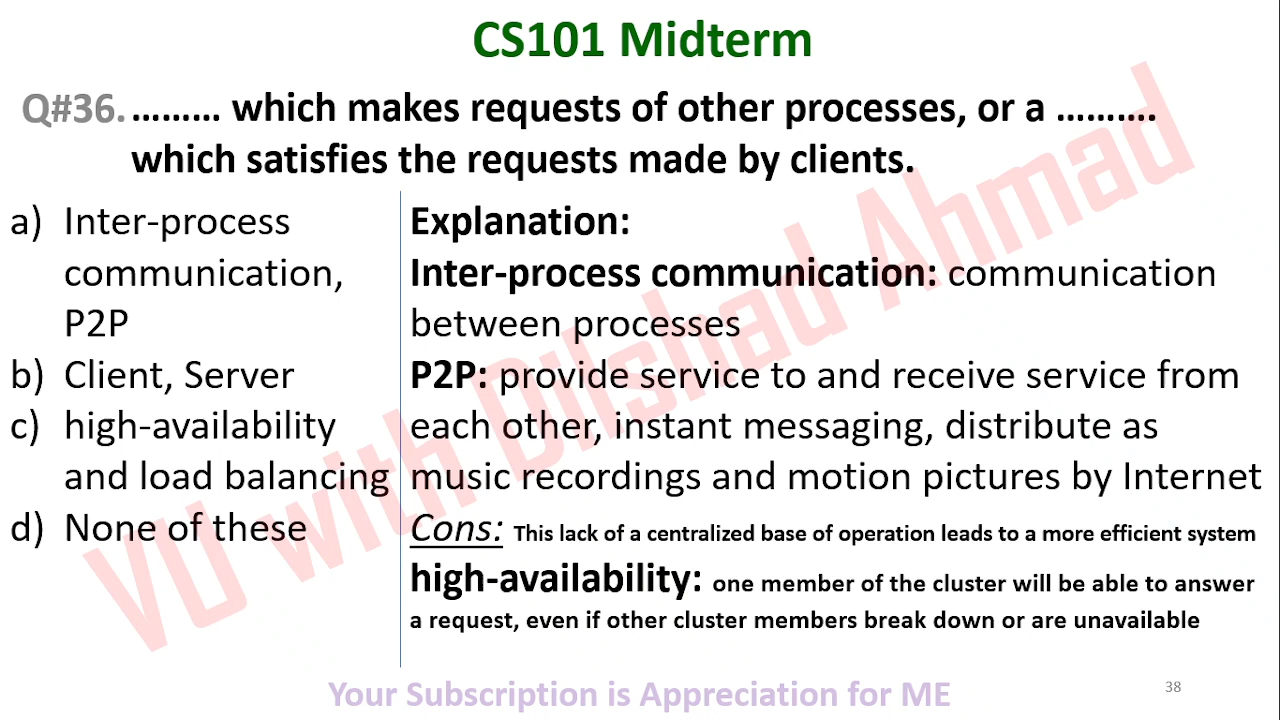 CS101 Midterm
Q#36. ……… which makes requests of other processes, or a ……….
which satisfies the requests made by clients.
a) Inter-process
communication,
P2P
b) Client, Server
c) high-availability
and load balancing
d) None of these
Explanation:
Inter-process communication: communication
between processes
P2P: provide service to and receive service from
each other, instant messaging, distribute as
music recordings and motion pictures by Internet
Cons: This lack of a centralized base of operation leads to a more efficient system
high-availability: one member of the cluster will be able to answer
a request, even if other cluster members break down or are unavailable
VU with Dilshad Ahmad
Your Subscription is Appreciation for ME
38